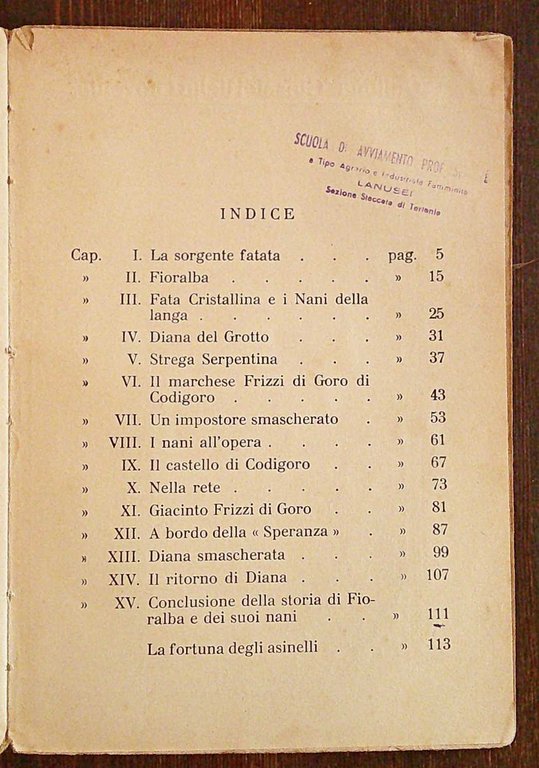 SCUOLA DI AVVIAMENTO PROF
e Tipo Agrario e Industriale Femminile
LANUSEI
Sezione Staccata di Tertenia
INDICE
Cap. I. La sorgente fatata . . . pag. 5
» II. Fioralba . . . . . » 15
» III. Fata Cristallina e i Nani della
langa . . . . . . » 25
» IV. Diana del Grotto . . . » 31
» V. Strega Serpentina . . . » 37
» VI. Il marchese Frizzi di Goro di
Codigoro . . . . . » 43
» VII. Un impostore smascherato . . » 53
» VIII. I nani all'opera . . . . » 61
» IX. Il castello di Codigoro . . » 67
» X. Nella rete . . . . . » 73
» XI. Giacinto Frizzi di Goro . . » 81
» XII. A bordo della « Speranza » . . » 87
» XIII. Diana smascherata . . . » 99
» XIV. Il ritorno di Diana . . . » 107
» XV. Conclusione della storia di Fio-
ralba e dei suoi nani . . » 111
La fortuna degli asinelli . . » 113